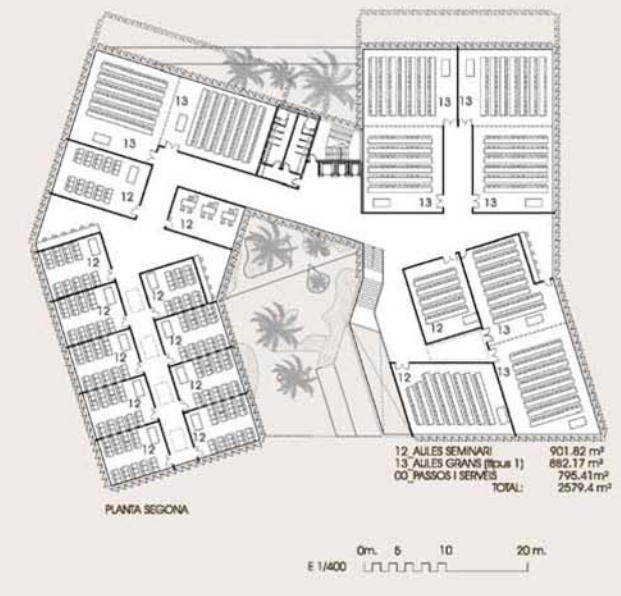 13
13 13
13
12
13 13
12
12
12
12
12 13
12
13
12 12
12
12
12
12_AULES SEMINARI 901.82 m²
13_AULES GRANS (tipus 1) 882.17 m²
00_PASSOS I SERVEIS 795.41m²
TOTAL: 2579.4 m²
PLANTA SEGONA
0m. 5 10 20 m.
E 1/400